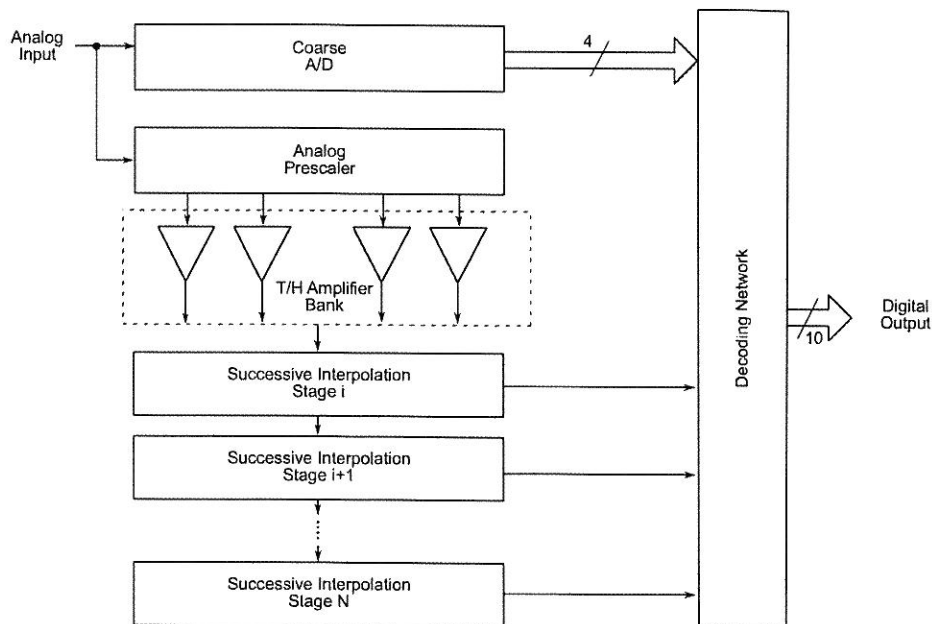 Analog
Input
Coarse
A/D
4
Analog
Prescaler
T/H Amplifier
Bank
Successive Interpolation
Stage i
Successive Interpolation
Stage i+1
Successive Interpolation
Stage N
Decoding Network
10
Digital
Output